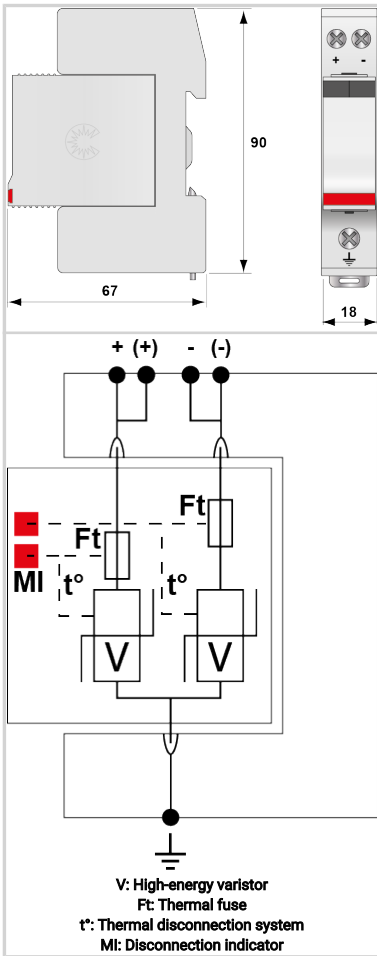 + -
90
67
18
+ (+) - (-)
Ft
Ft
MI t° t°
V V
V: High-energy varistor
Ft: Thermal fuse
t°: Thermal disconnection system
MI: Disconnection indicator